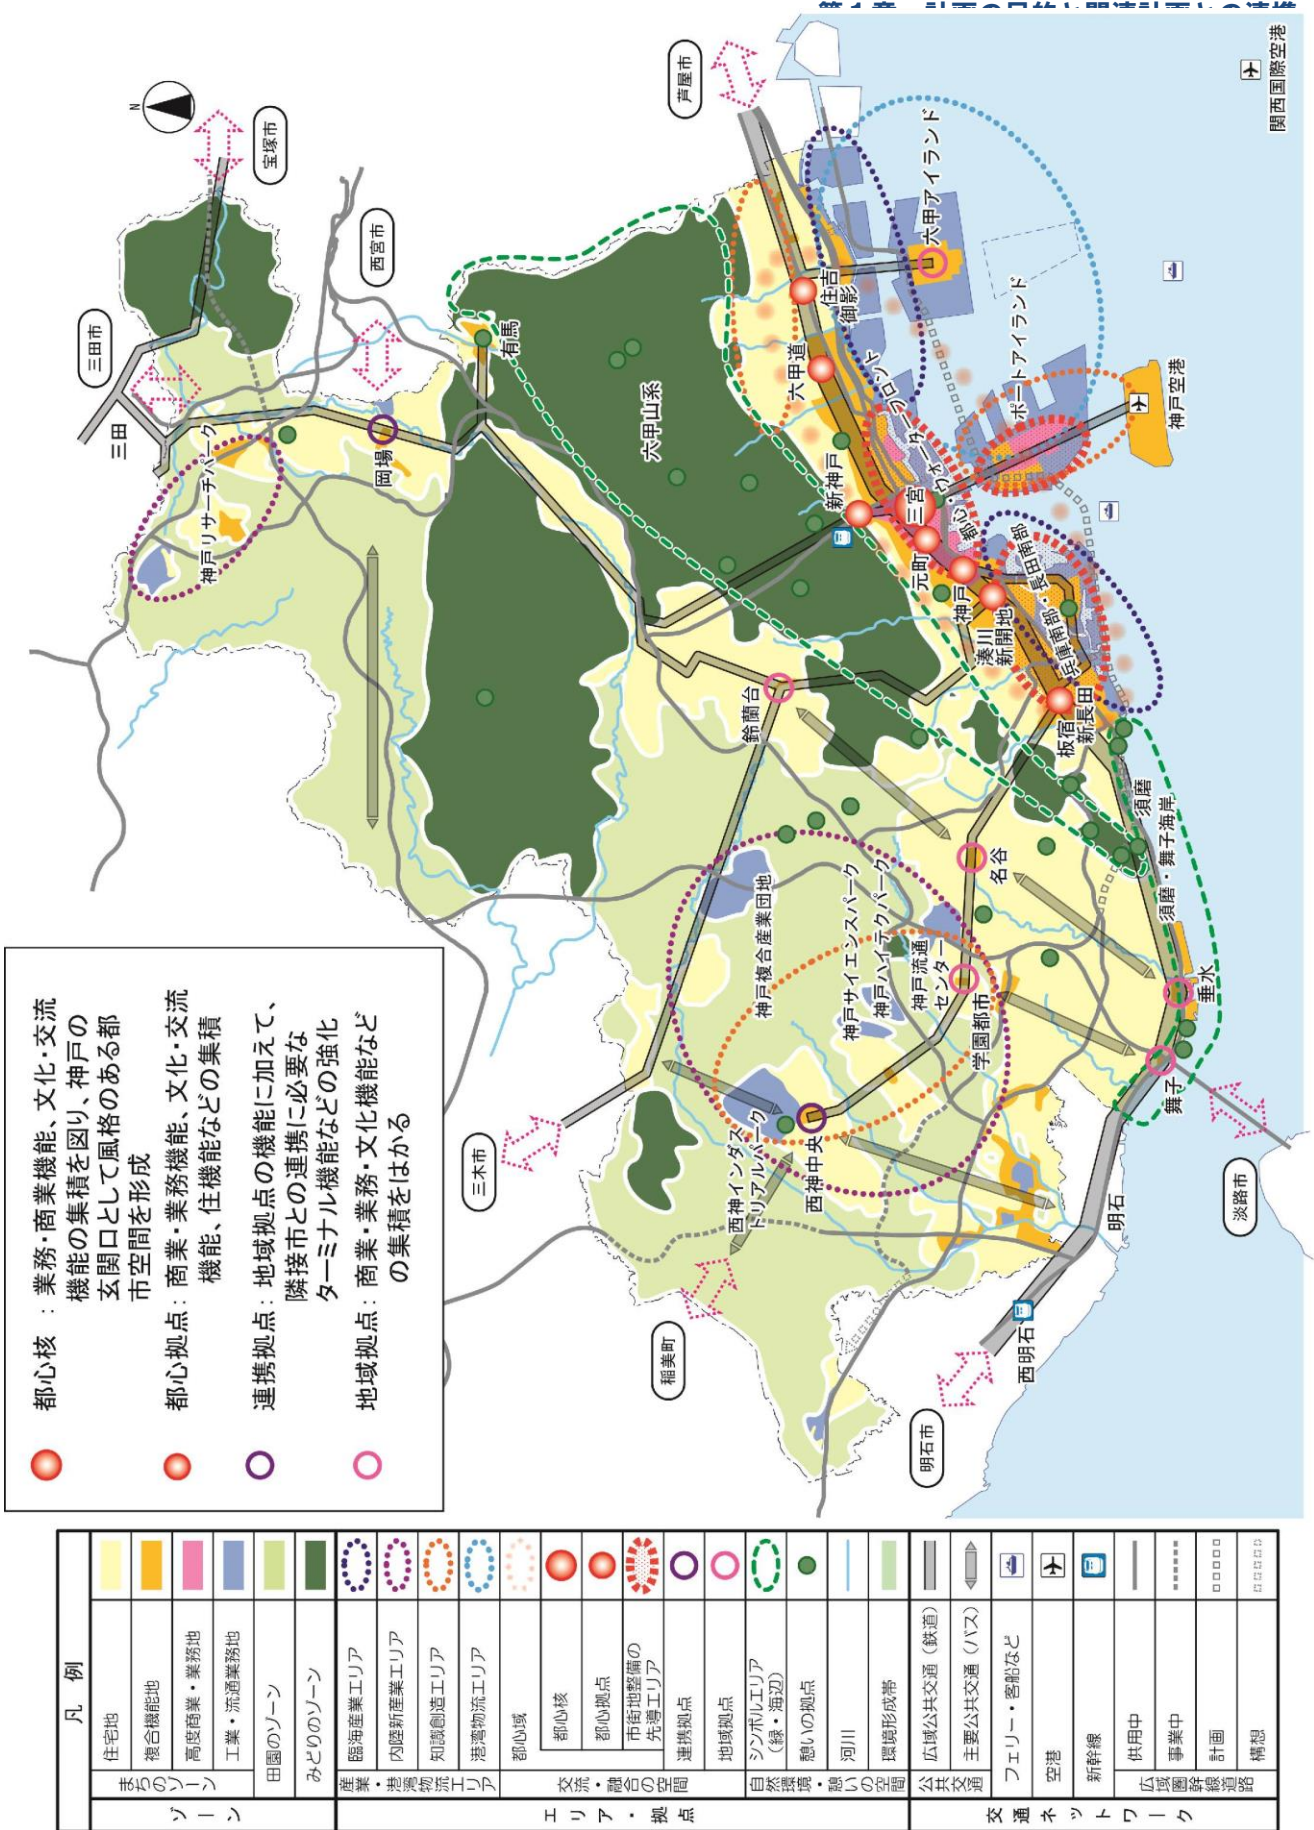 第1章 計画の目的と関連計画との連携
N
宝塚市
三田市
西宮市
芦屋市
関西国際空港
三田
神戸リサーチパーク
岡場
有馬
六甲山系
住吉
御影
六甲道
六甲アイランド
新神戸
三宮
都心・ウォーターフロント
ポートアイランド
神戸空港
元町
神戸
湊川
新開地
兵庫南部・長田南部
板宿
新長田
鈴蘭台
須磨
須磨・舞子海岸
名谷
神戸複合産業団地
神戸サイエンスパーク
神戸ハイテクパーク
神戸流通
センター
学園都市
垂水
舞子
西神インダス
トリアルパーク
西神中央
三木市
稲美町
明石
西明石
明石市
淡路市
都心核 : 業務・商業機能、文化・交流
機能の集積を図り、神戸の
玄関口として風格のある都
市空間を形成
都心拠点: 商業・業務機能、文化・交流
機能、住機能などの集積
連携拠点: 地域拠点の機能に加えて、
隣接市との連携に必要な
ターミナル機能などの強化
地域拠点: 商業・業務・文化機能など
の集積をはかる
凡 例
ゾーン
まちのゾーン
住宅地
複合機能地
高度商業・業務地
工業・流通業務地
田園のゾーン
みどりのゾーン
エリア・拠点
産業・港湾物流エリア
臨海産業エリア
内陸新産業エリア
知識創造エリア
港湾物流エリア
交流・融合の空間
都心域
都心核
都心拠点
市街地整備の
先導エリア
連携拠点
地域拠点
自然環境・憩いの空間
シンボルエリア
(緑・海辺)
憩いの拠点
河川
環境形成帯
交通ネットワーク
公共交通
広域公共交通(鉄道)
主要公共交通(バス)
フェリー・客船など
空港
新幹線
広域圏幹線道路
供用中
事業中
計画
構想